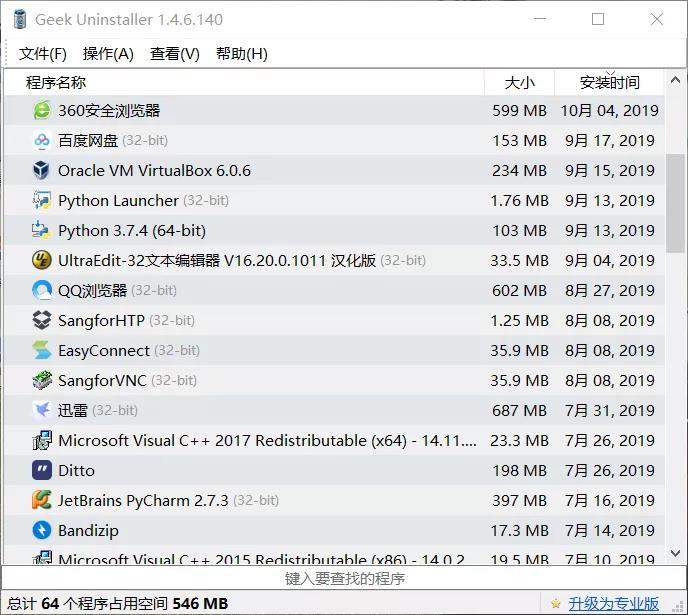 Geek Uninstaller 1.4.6.140
文件(F) 操作(A) 查看(V) 帮助(H)
程序名称 大小 安装时间
360安全浏览器 599 MB 10月 04, 2019
百度网盘 (32-bit) 153 MB 9月 17, 2019
Oracle VM VirtualBox 6.0.6 234 MB 9月 15, 2019
Python Launcher (32-bit) 1.76 MB 9月 13, 2019
Python 3.7.4 (64-bit) 103 MB 9月 13, 2019
UltraEdit-32文本编辑器 V16.20.0.1011 汉化版 (32-bit) 33.5 MB 9月 04, 2019
QQ浏览器 (32-bit) 602 MB 8月 27, 2019
SangforHTP (32-bit) 1.25 MB 8月 08, 2019
EasyConnect (32-bit) 35.9 MB 8月 08, 2019
SangforVNC (32-bit) 35.9 MB 8月 08, 2019
迅雷 (32-bit) 687 MB 7月 31, 2019
Microsoft Visual C++ 2017 Redistributable (x64) - 14.11.... 23.3 MB 7月 26, 2019
Ditto 198 MB 7月 26, 2019
JetBrains PyCharm 2.7.3 (32-bit) 397 MB 7月 16, 2019
Bandizip 17.3 MB 7月 14, 2019
Microsoft Visual C++ 2015 Redistributable (x86) - 14.0.2... 19.5 MB 7月 10, 2019
键入要查找的程序
总计 64 个程序占用空间 546 MB 升级为专业版